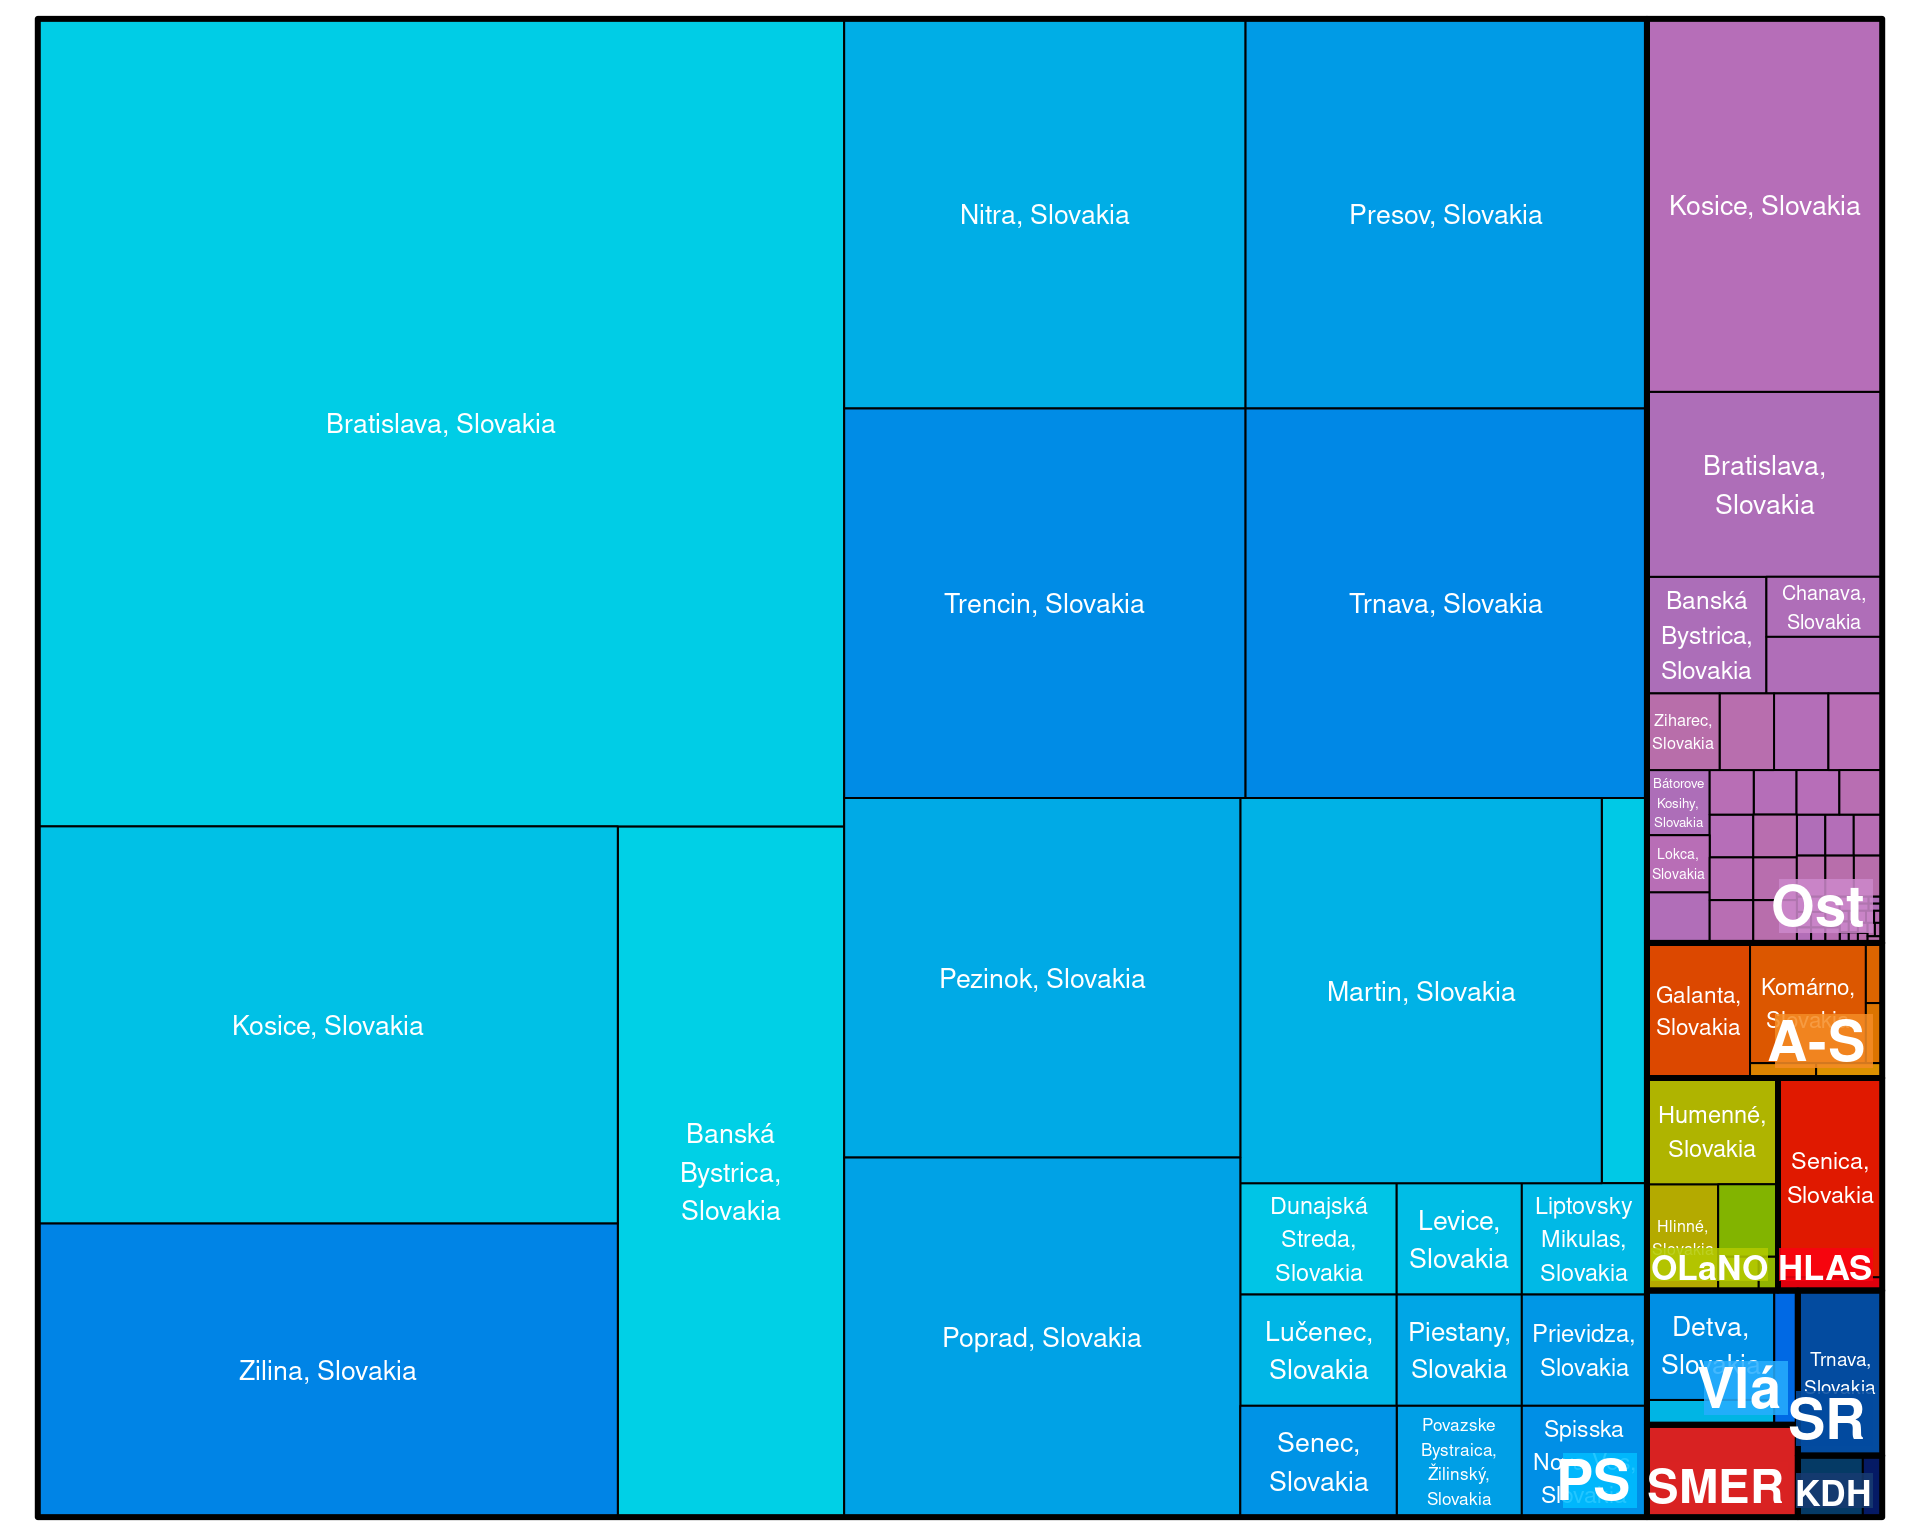 Bratislava, Slovakia
Nitra, Slovakia
Presov, Slovakia
Kosice, Slovakia
Bratislava,
Slovakia
Trencin, Slovakia
Trnava, Slovakia
Banská
Bystrica,
Slovakia
Chanava,
Slovakia
Ziharec,
Slovakia
Bátorove
Kosihy,
Slovakia
Lokca,
Slovakia
Ost
Kosice, Slovakia
Zilina, Slovakia
Banská
Bystrica,
Slovakia
Pezinok, Slovakia
Poprad, Slovakia
Martin, Slovakia
Dunajská
Streda,
Slovakia
Levice,
Slovakia
Liptovsky
Mikulas,
Slovakia
Lučenec,
Slovakia
Piestany,
Slovakia
Prievidza,
Slovakia
Senec,
Slovakia
Povazske
Bystraica,
Žilinský,
Slovakia
Spisska
PS
Galanta,
Slovakia
Komárno,
Slovakia
A-S
Humenné,
Slovakia
Hlinné,
Slovakia
OLaNO
Senica,
Slovakia
HLAS
Detva,
Slovakia
Vlá
Trnava,
Slovakia
SR
SMER
KDH